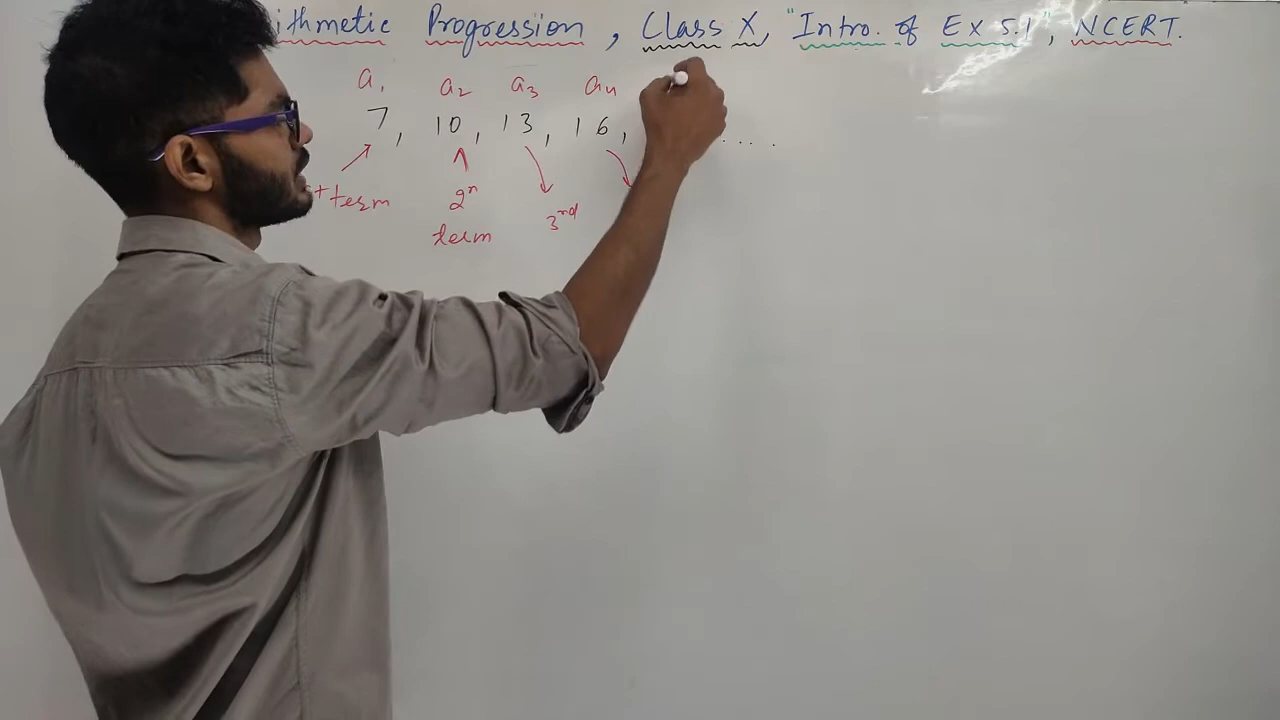 ithmetic Progression, Class X, "Intro. of Ex 5.1", NCERT.
a₁ a₂ a₃ a₄
7, 10, 13, 16, ....
term 2ⁿ 3ⁿᵈ
term